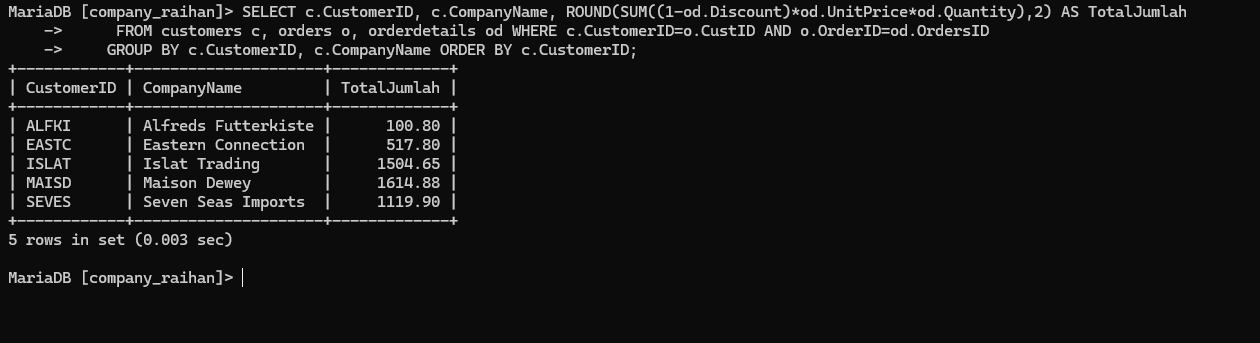 MariaDB [company_raihan]> SELECT c.CustomerID, c.CompanyName, ROUND(SUM((1-od.Discount)*od.UnitPrice*od.Quantity),2) AS TotalJumlah
    ->      FROM customers c, orders o, orderdetails od WHERE c.CustomerID=o.CustID AND o.OrderID=od.OrdersID
    ->     GROUP BY c.CustomerID, c.CompanyName ORDER BY c.CustomerID;
+------------+---------------------+-------------+
| CustomerID | CompanyName         | TotalJumlah |
+------------+---------------------+-------------+
| ALFKI      | Alfreds Futterkiste |      100.80 |
| EASTC      | Eastern Connection  |      517.80 |
| ISLAT      | Islat Trading       |     1504.65 |
| MAISD      | Maison Dewey        |     1614.88 |
| SEVES      | Seven Seas Imports  |     1119.90 |
+------------+---------------------+-------------+
5 rows in set (0.003 sec)
MariaDB [company_raihan]>